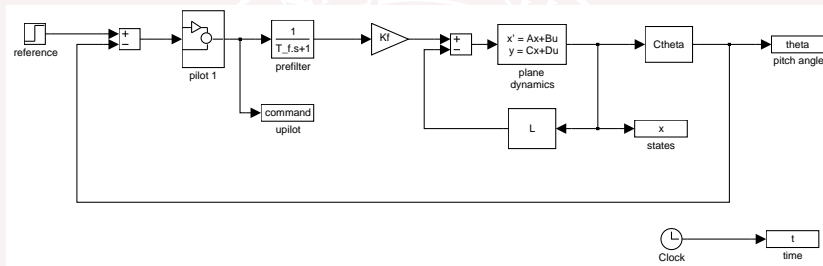 reference
+
−
pilot 1
1
T_f.s+1
prefilter
Kf
command
upilot
+
−
x' = Ax+Bu
y = Cx+Du
plane
dynamics
L
Ctheta
x
states
theta
pitch angle
Clock
t
time